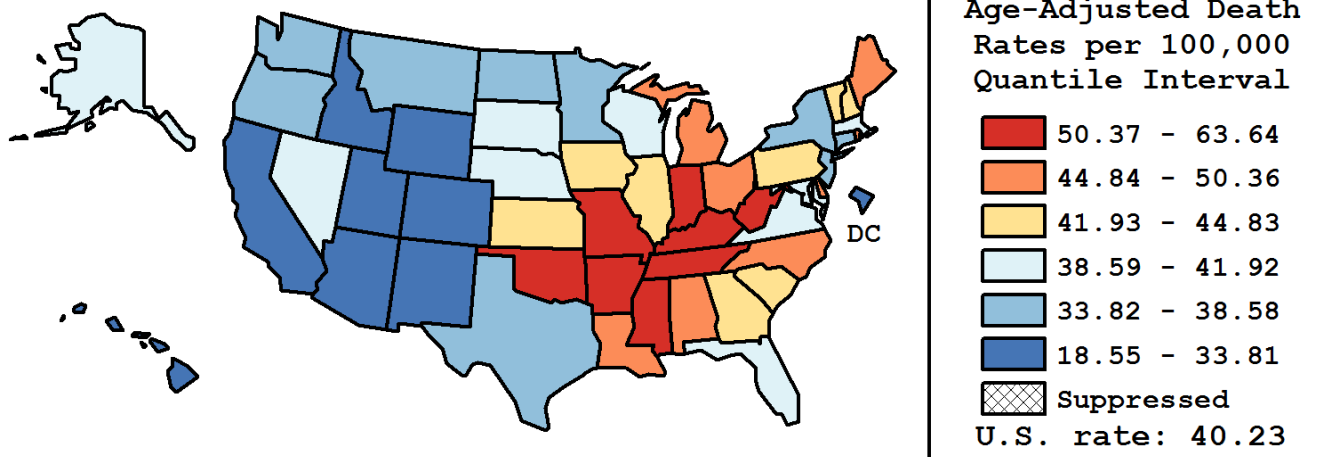 Age-Adjusted Death
Rates per 100,000
Quantile Interval
50.37 - 63.64
44.84 - 50.36
41.93 - 44.83
38.59 - 41.92
33.82 - 38.58
18.55 - 33.81
Suppressed
U.S. rate: 40.23
DC